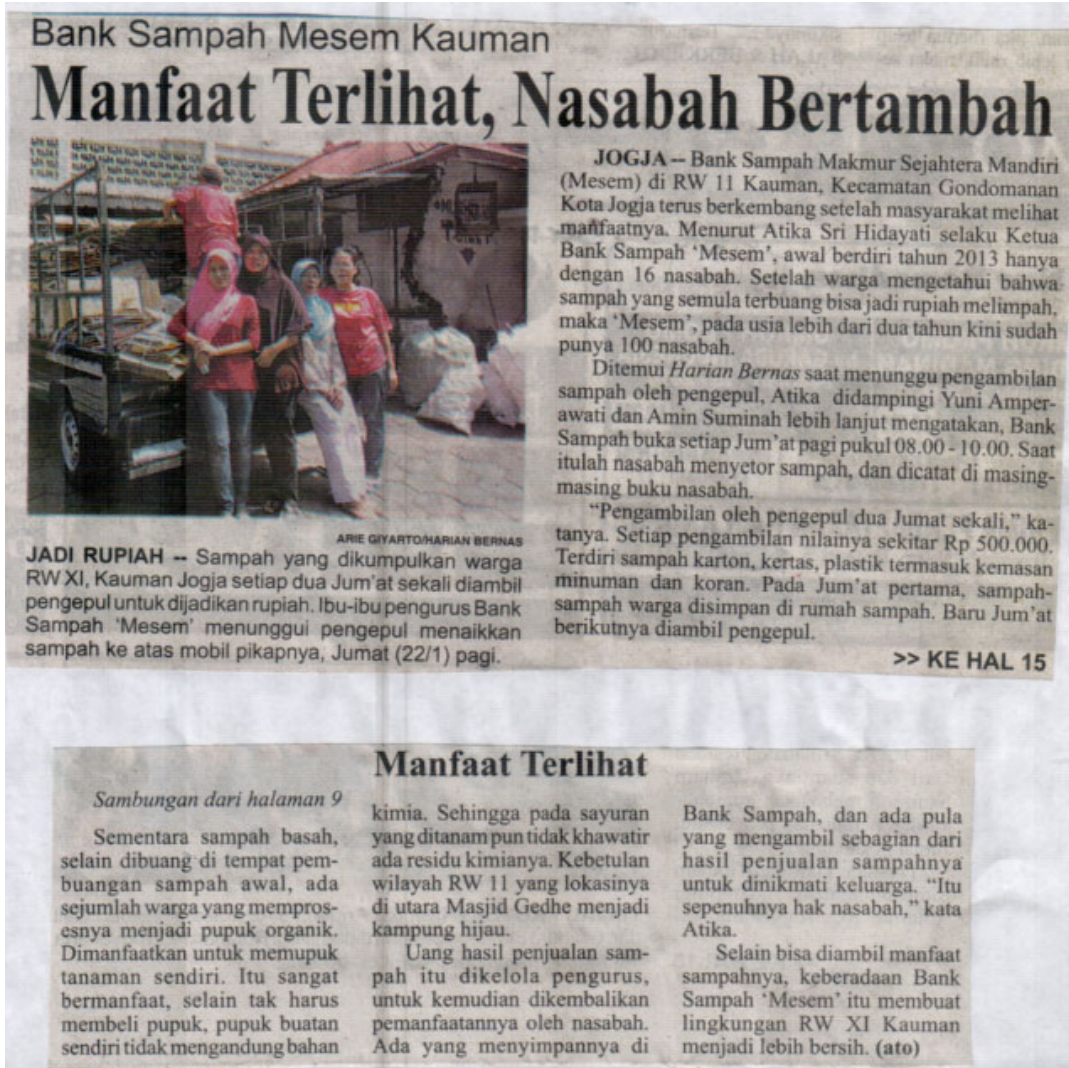 Bank Sampah Mesem Kauman
Manfaat Terlihat, Nasabah Bertambah
ARIE GIYARTO/HARIAN BERNAS
JADI RUPIAH -- Sampah yang dikumpulkan warga
RW XI, Kauman Jogja setiap dua Jum'at sekali diambil
pengepul untuk dijadikan rupiah. Ibu-ibu pengurus Bank
Sampah 'Mesem' menunggui pengepul menaikkan
sampah ke atas mobil pikapnya, Jumat (22/1) pagi.
JOGJA -- Bank Sampah Makmur Sejahtera Mandiri
(Mesem) di RW 11 Kauman, Kecamatan Gondomanan
Kota Jogja terus berkembang setelah masyarakat melihat
manfaatnya. Menurut Atika Sri Hidayati selaku Ketua
Bank Sampah 'Mesem', awal berdiri tahun 2013 hanya
dengan 16 nasabah. Setelah warga mengetahui bahwa
sampah yang semula terbuang bisa jadi rupiah melimpah,
maka 'Mesem', pada usia lebih dari dua tahun kini sudah
punya 100 nasabah.
Ditemui Harian Bernas saat menunggu pengambilan
sampah oleh pengepul, Atika didampingi Yuni Amper-
awati dan Amin Suminah lebih lanjut mengatakan, Bank
Sampah buka setiap Jum'at pagi pukul 08.00 - 10.00. Saat
itulah nasabah menyetor sampah, dan dicatat di masing-
masing buku nasabah.
"Pengambilan oleh pengepul dua Jumat sekali," ka-
tanya. Setiap pengambilan nilainya sekitar Rp 500.000.
Terdiri sampah karton, kertas, plastik termasuk kemasan
minuman dan koran. Pada Jum'at pertama, sampah-
sampah warga disimpan di rumah sampah. Baru Jum'at
berikutnya diambil pengepul.
>> KE HAL 15
Manfaat Terlihat
Sambungan dari halaman 9
Sementara sampah basah,
selain dibuang di tempat pem-
buangan sampah awal, ada
sejumlah warga yang mempros-
esnya menjadi pupuk organik.
Dimanfaatkan untuk memupuk
tanaman sendiri. Itu sangat
bermanfaat, selain tak harus
membeli pupuk, pupuk buatan
sendiri tidak mengandung bahan
kimia. Sehingga pada sayuran
yang ditanam pun tidak khawatir
ada residu kimianya. Kebetulan
wilayah RW 11 yang lokasinya
di utara Masjid Gedhe menjadi
kampung hijau.
Uang hasil penjualan sam-
pah itu dikelola pengurus,
untuk kemudian dikembalikan
pemanfaatannya oleh nasabah.
Ada yang menyimpannya di
Bank Sampah, dan ada pula
yang mengambil sebagian dari
hasil penjualan sampahnya
untuk dinikmati keluarga. "Itu
sepenuhnya hak nasabah," kata
Atika.
Selain bisa diambil manfaat
sampahnya, keberadaan Bank
Sampah 'Mesem' itu membuat
lingkungan RW XI Kauman
menjadi lebih bersih. (ato)